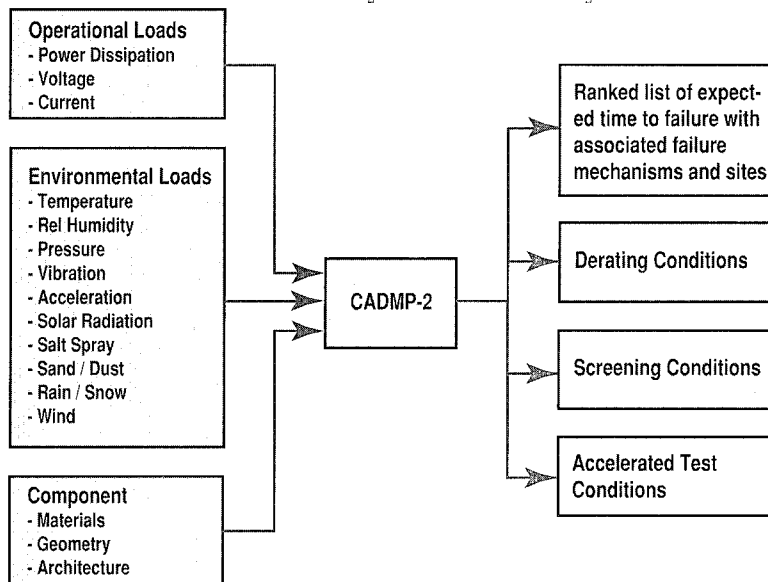 Operational Loads
- Power Dissipation
- Voltage
- Current
Environmental Loads
- Temperature
- Rel Humidity
- Pressure
- Vibration
- Acceleration
- Solar Radiation
- Salt Spray
- Sand / Dust
- Rain / Snow
- Wind
Component
- Materials
- Geometry
- Architecture
CADMP-2
Ranked list of expect-
ed time to failure with
associated failure
mechanisms and sites
Derating Conditions
Screening Conditions
Accelerated Test
Conditions